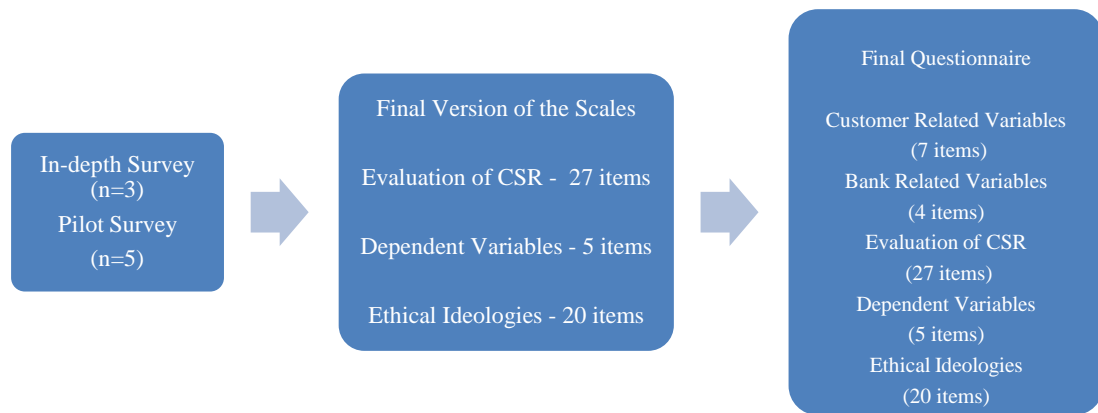 In-depth Survey
(n=3)
Pilot Survey
(n=5)
Final Version of the Scales
Evaluation of CSR - 27 items
Dependent Variables - 5 items
Ethical Ideologies - 20 items
Final Questionnaire
Customer Related Variables
(7 items)
Bank Related Variables
(4 items)
Evaluation of CSR
(27 items)
Dependent Variables
(5 items)
Ethical Ideologies
(20 items)